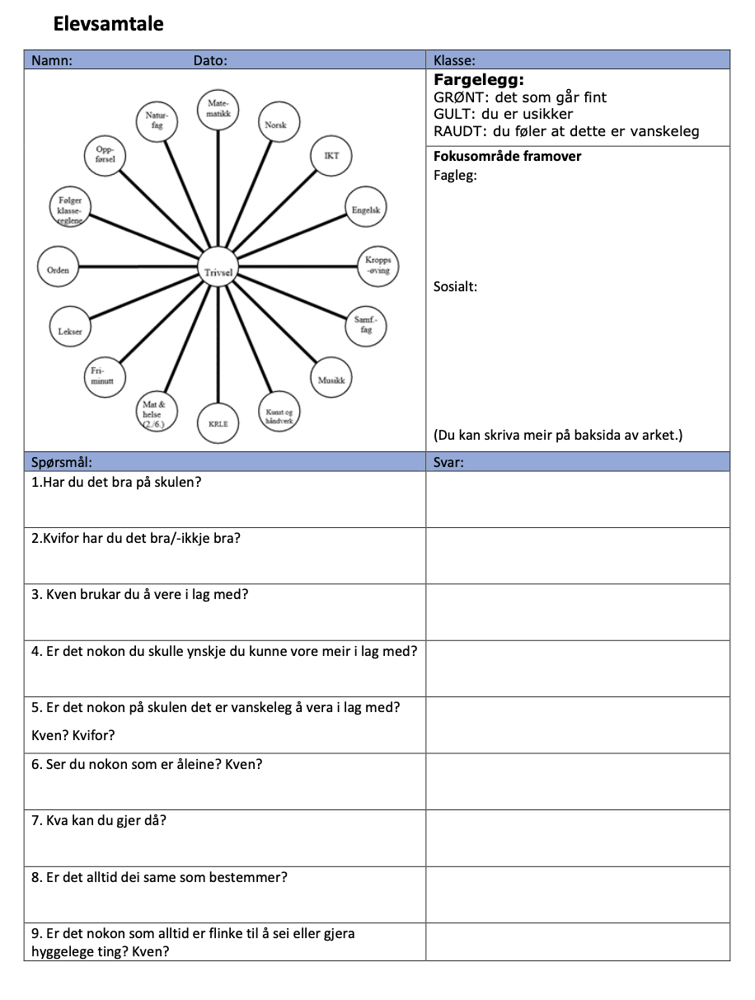 Elevsamtale
Namn: Dato: Klasse:
Mate-
matikk
Norsk
IKT
Engelsk
Kropps
-øving
Samf.-
fag
Musikk
Kunst og
håndverk
KRLE
Mat &
helse
(2./6.)
Fri-
minutt
Lekser
Orden
Følger
klasse-
reglene
Opp-
førsel
Natur-
fag
Trivsel
Fargelegg:
GRØNT: det som går fint
GULT: du er usikker
RAUDT: du føler at dette er vanskeleg
Fokusområde framover
Fagleg:
Sosialt:
(Du kan skriva meir på baksida av arket.)
Spørsmål: Svar:
1.Har du det bra på skulen?
2.Kvifor har du det bra/-ikkje bra?
3. Kven brukar du å vere i lag med?
4. Er det nokon du skulle ynskje du kunne vore meir i lag med?
5. Er det nokon på skulen det er vanskeleg å vera i lag med?
Kven? Kvifor?
6. Ser du nokon som er åleine? Kven?
7. Kva kan du gjer då?
8. Er det alltid dei same som bestemmer?
9. Er det nokon som alltid er flinke til å sei eller gjera
hyggelege ting? Kven?